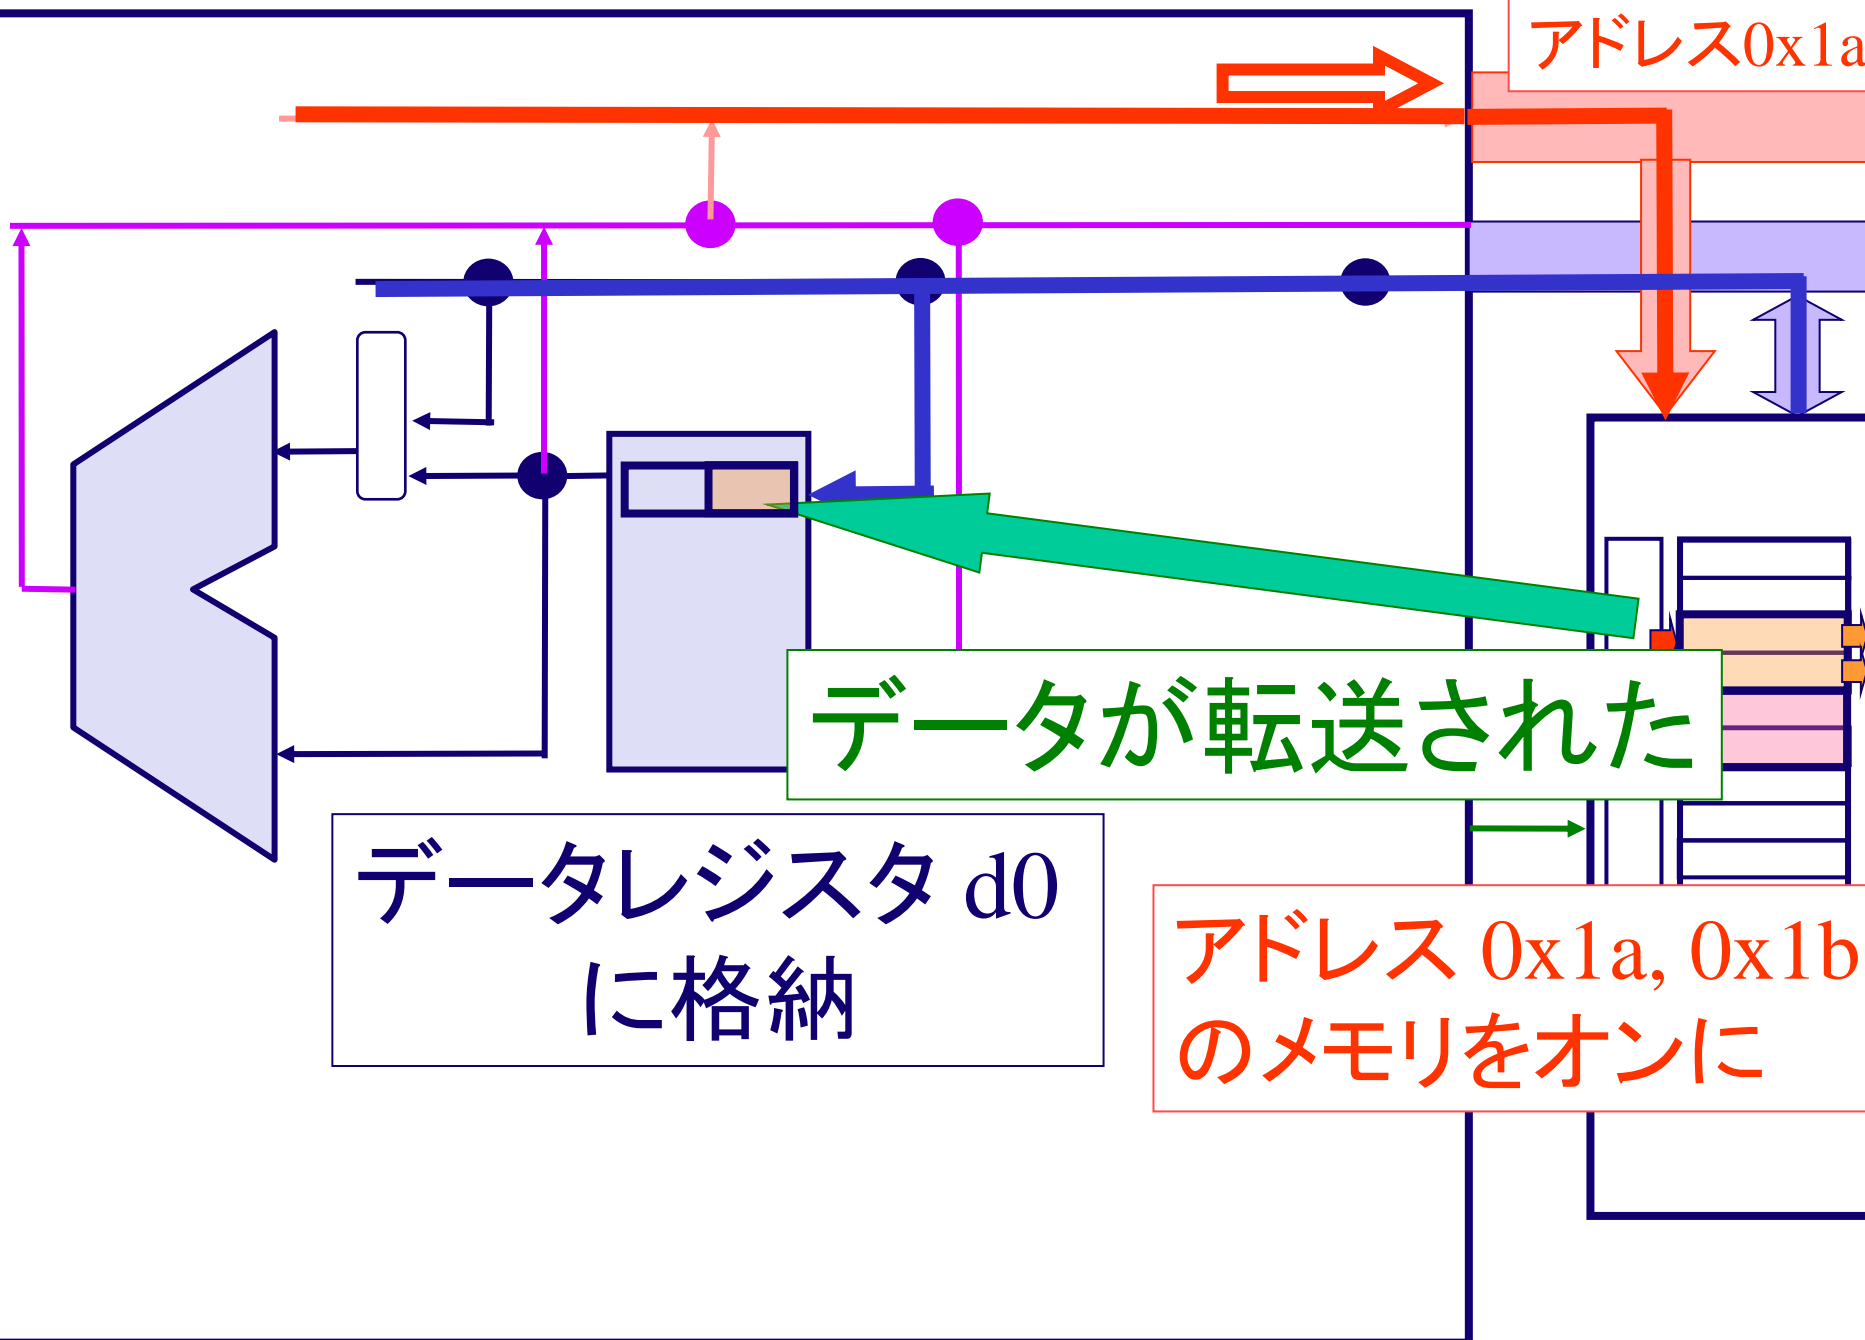 アドレス0x1a
データが転送された
データレジスタ d0
に格納
アドレス 0x1a, 0x1b
のメモリをオンに